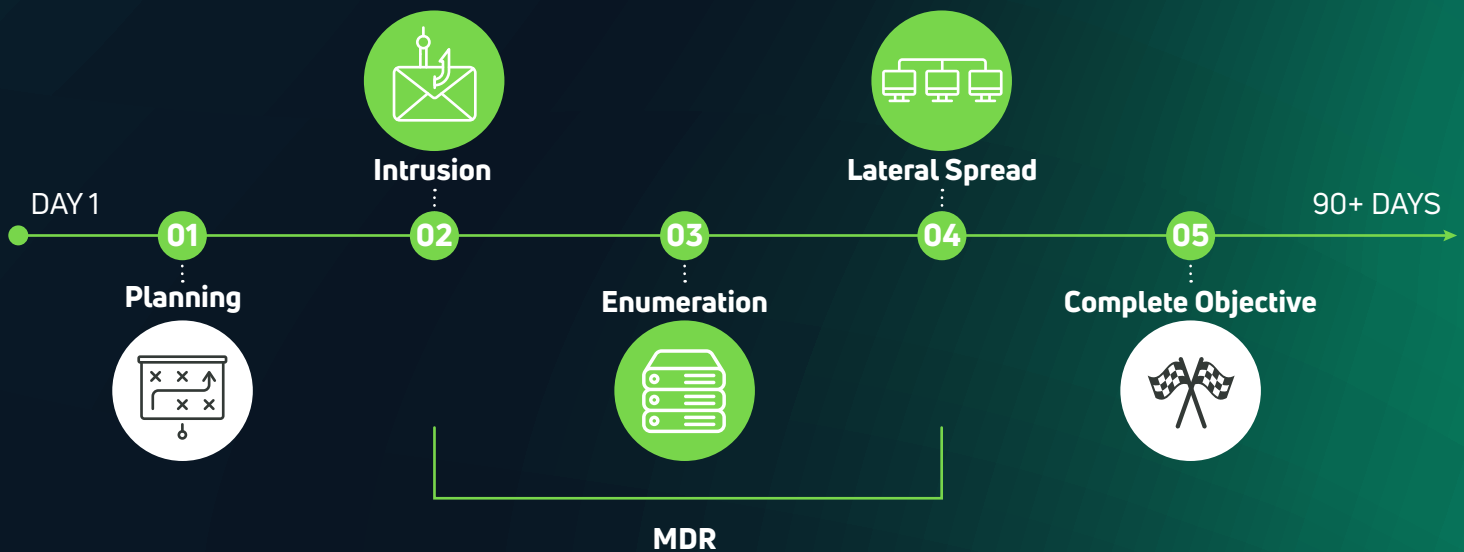 Intrusion
Lateral Spread
DAY 1
90+ DAYS
01
02
03
04
05
Planning
Enumeration
Complete Objective
MDR